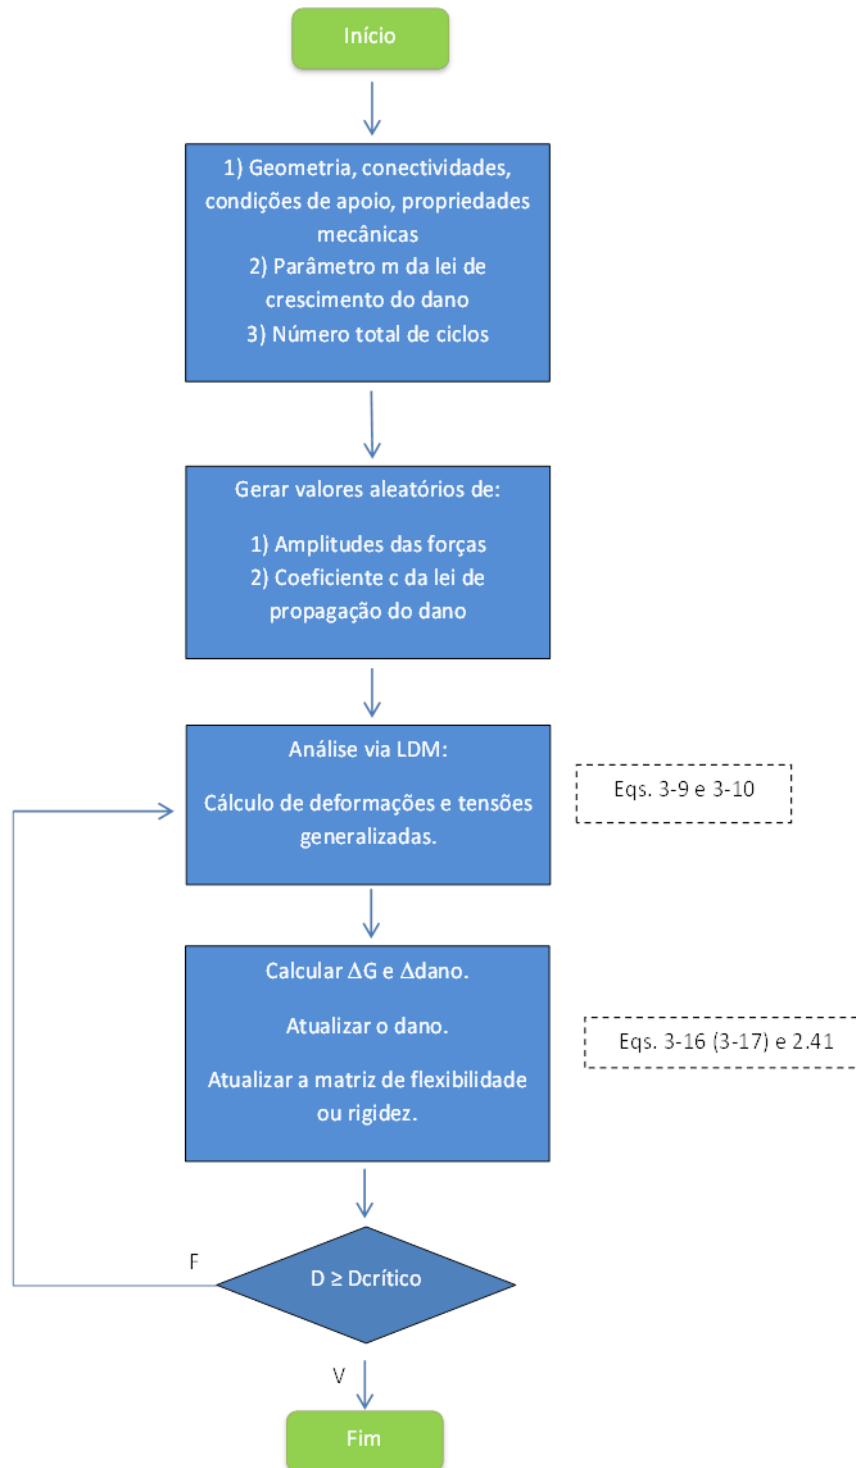 Início
1) Geometria, conectividades,
condições de apoio, propriedades
mecânicas
2) Parâmetro m da lei de
crescimento do dano
3) Número total de ciclos
Gerar valores aleatórios de:
1) Amplitudes das forças
2) Coeficiente c da lei de
propagação do dano
Análise via LDM:
Cálculo de deformações e tensões
generalizadas.
Eqs. 3-9 e 3-10
Calcular ΔG e Δdano.
Atualizar o dano.
Atualizar a matriz de flexibilidade
ou rigidez.
Eqs. 3-16 (3-17) e 2.41
F
D ≥ Dcrítico
V
Fim